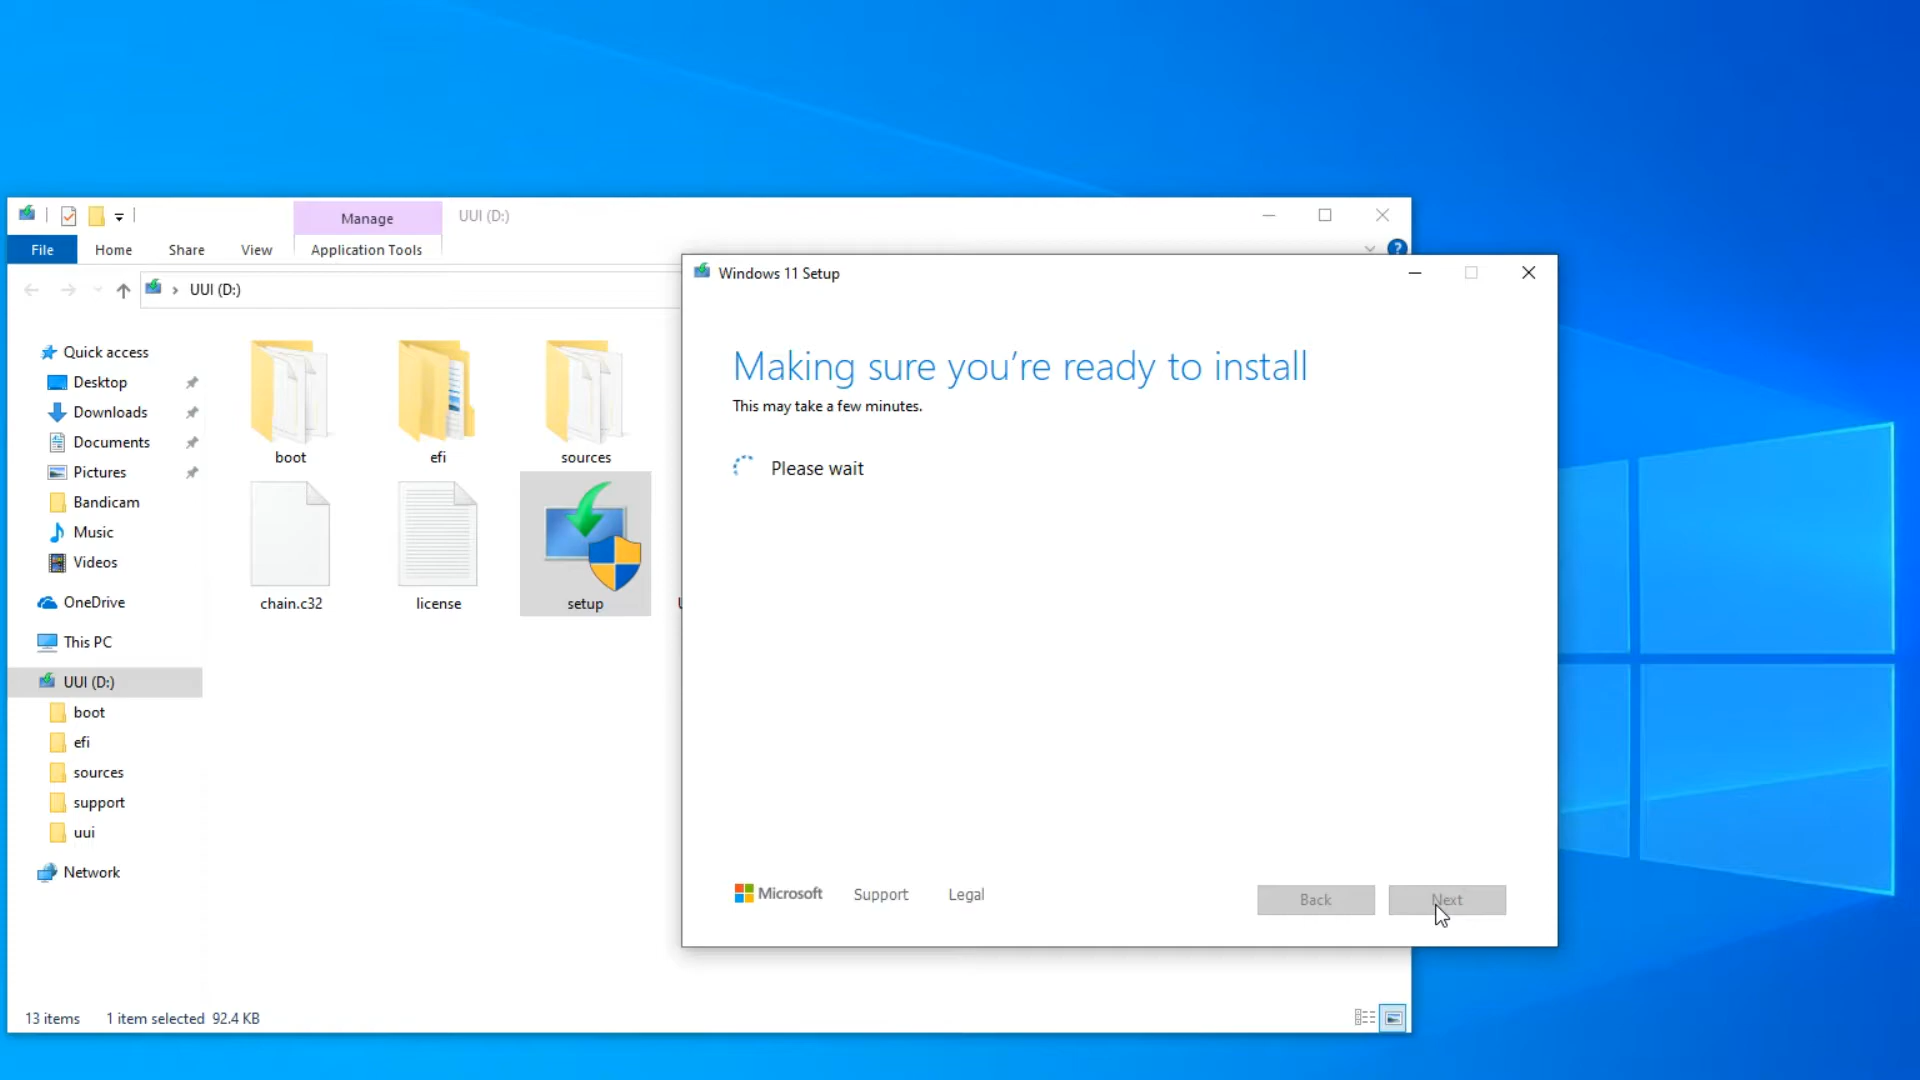 Manage
UUI (D:)
File
Home
Share
View
Application Tools
?
› UUI (D:)
Quick access
Desktop
Downloads
Documents
Pictures
Bandicam
Music
Videos
OneDrive
This PC
UUI (D:)
boot
efi
sources
support
uui
Network
boot
efi
sources
chain.c32
license
setup
13 items
1 item selected 92.4 KB
Windows 11 Setup
Making sure you’re ready to install
This may take a few minutes.
Please wait
Microsoft
Support
Legal
Back
Next